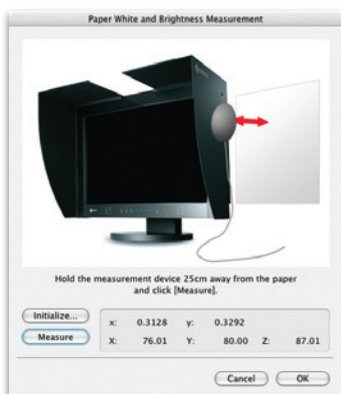 Paper White and Brightness Measurement
Hold the measurement device 25cm away from the paper
and click [Measure].
Initialize...
x: 0.3128 y: 0.3292
Measure
X: 76.01 Y: 80.00 Z: 87.01
Cancel OK